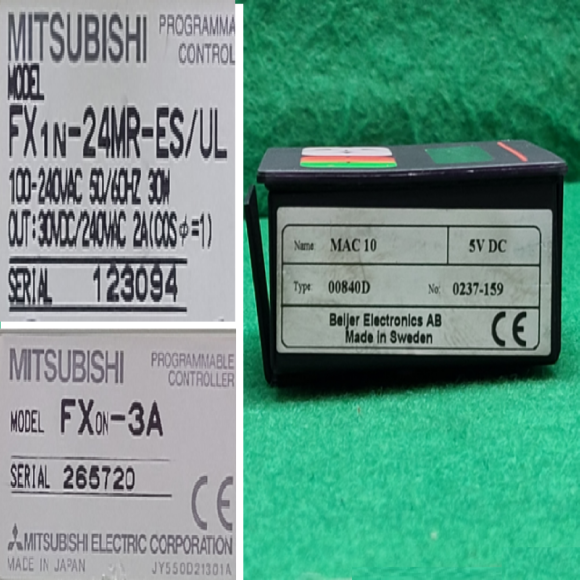 MITSUBISHI
PROGRAMMA
CONTROL
MODEL
FX1N-24MR-ES/UL
100-240VAC 50/60HZ 30W
OUT:30VDC/240VAC 2A(COSφ=1)
SERIAL 123094
MITSUBISHI
PROGRAMMABLE
CONTROLLER
MODEL FX0N-3A
SERIAL 265720
CE
MITSUBISHI ELECTRIC CORPORATION
MADE IN JAPAN JY550D21301A
Name: MAC 10 5V DC
Type: 00840D No: 0237-159
Beijer Electronics AB
Made in Sweden
CE